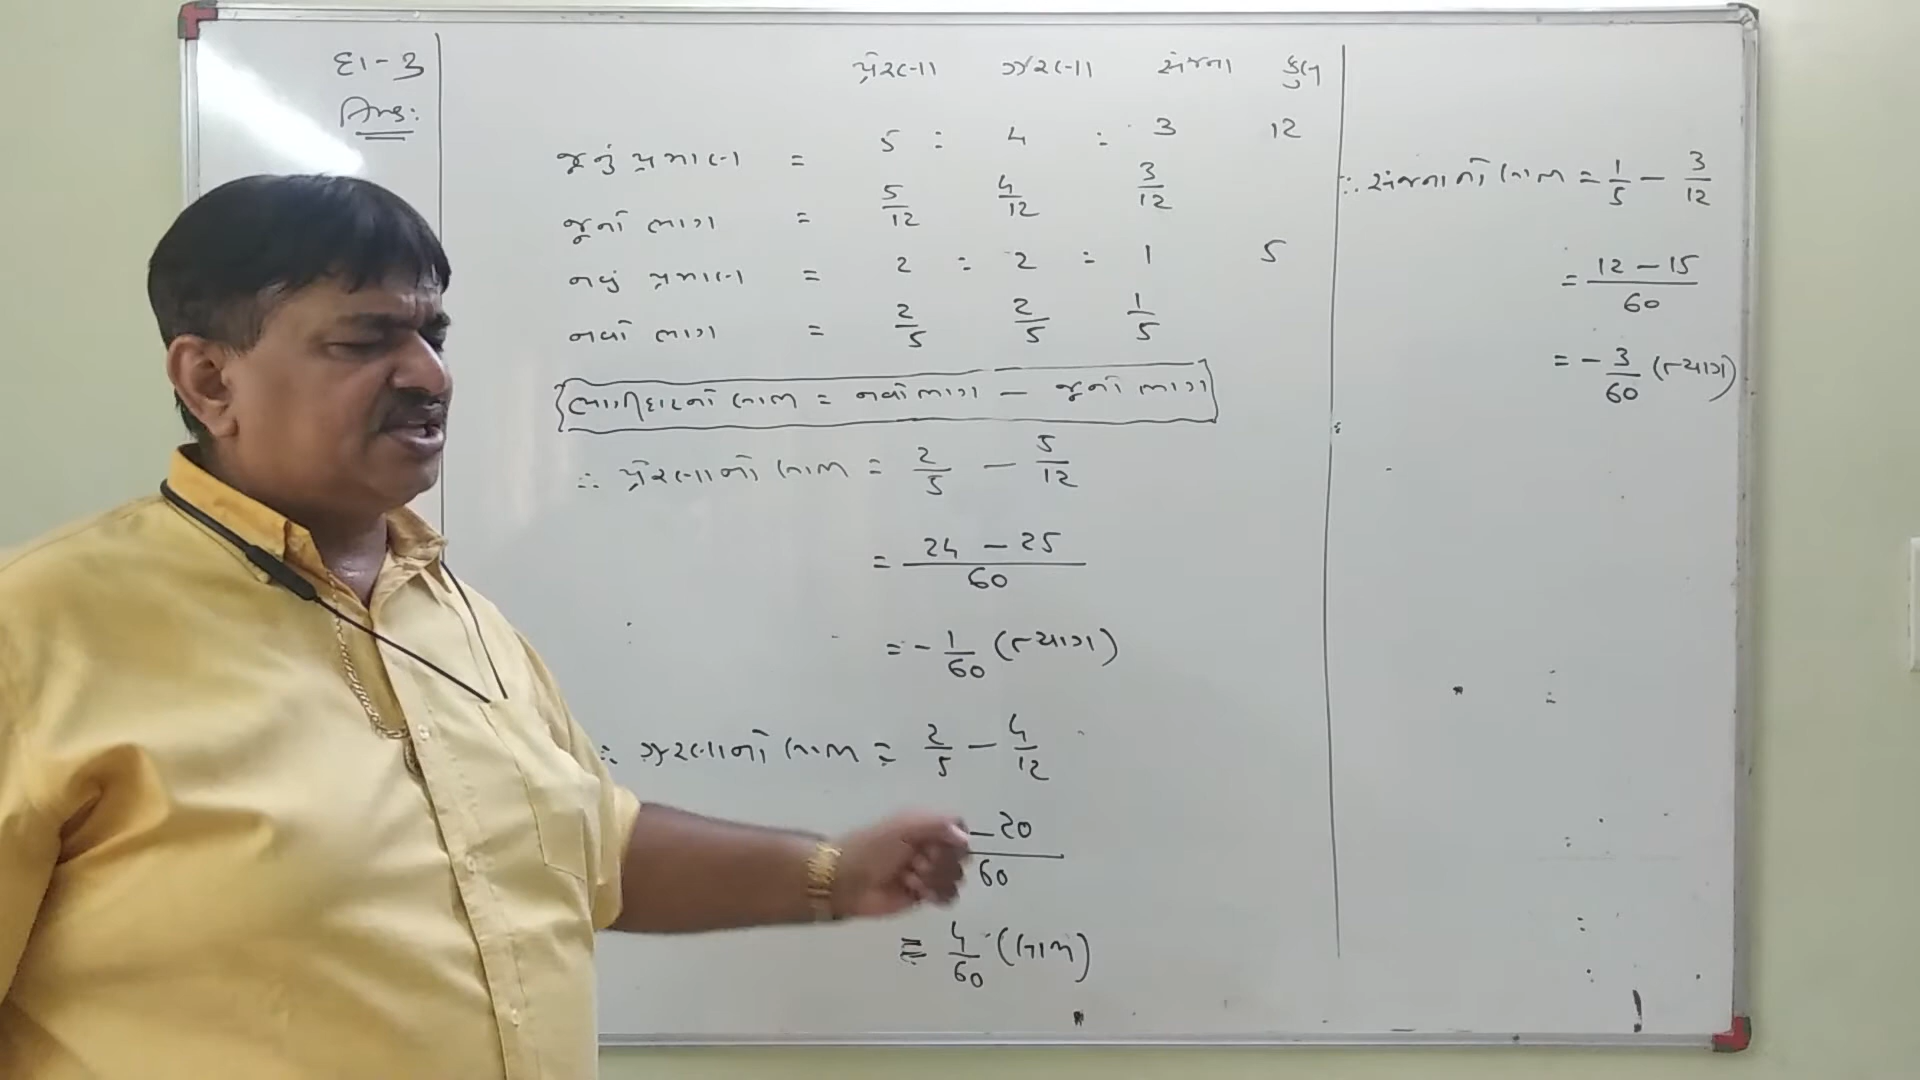 દા-૩
Ans:
પ્રેરણા ઝરણા સંજના કુલ
જૂનું પ્રમાણ = 5 : 4 : 3 12
જૂનો ભાગ = 5/12 4/12 3/12
નવું પ્રમાણ = 2 : 2 : 1 5
નવો ભાગ = 2/5 2/5 1/5
ભાગીદારનો લાભ = નવો ભાગ - જૂનો ભાગ
∴ પ્રેરણાનો લાભ = 2/5 - 5/12
= 24 - 25 / 60
= - 1/60 (ત્યાગ)
∴ ઝરણાનો લાભ = 2/5 - 4/12
- 20 / 60
= 4/60 (લાભ)
∴ સંજનાનો લાભ = 1/5 - 3/12
= 12 - 15 / 60
= - 3/60 (ત્યાગ)